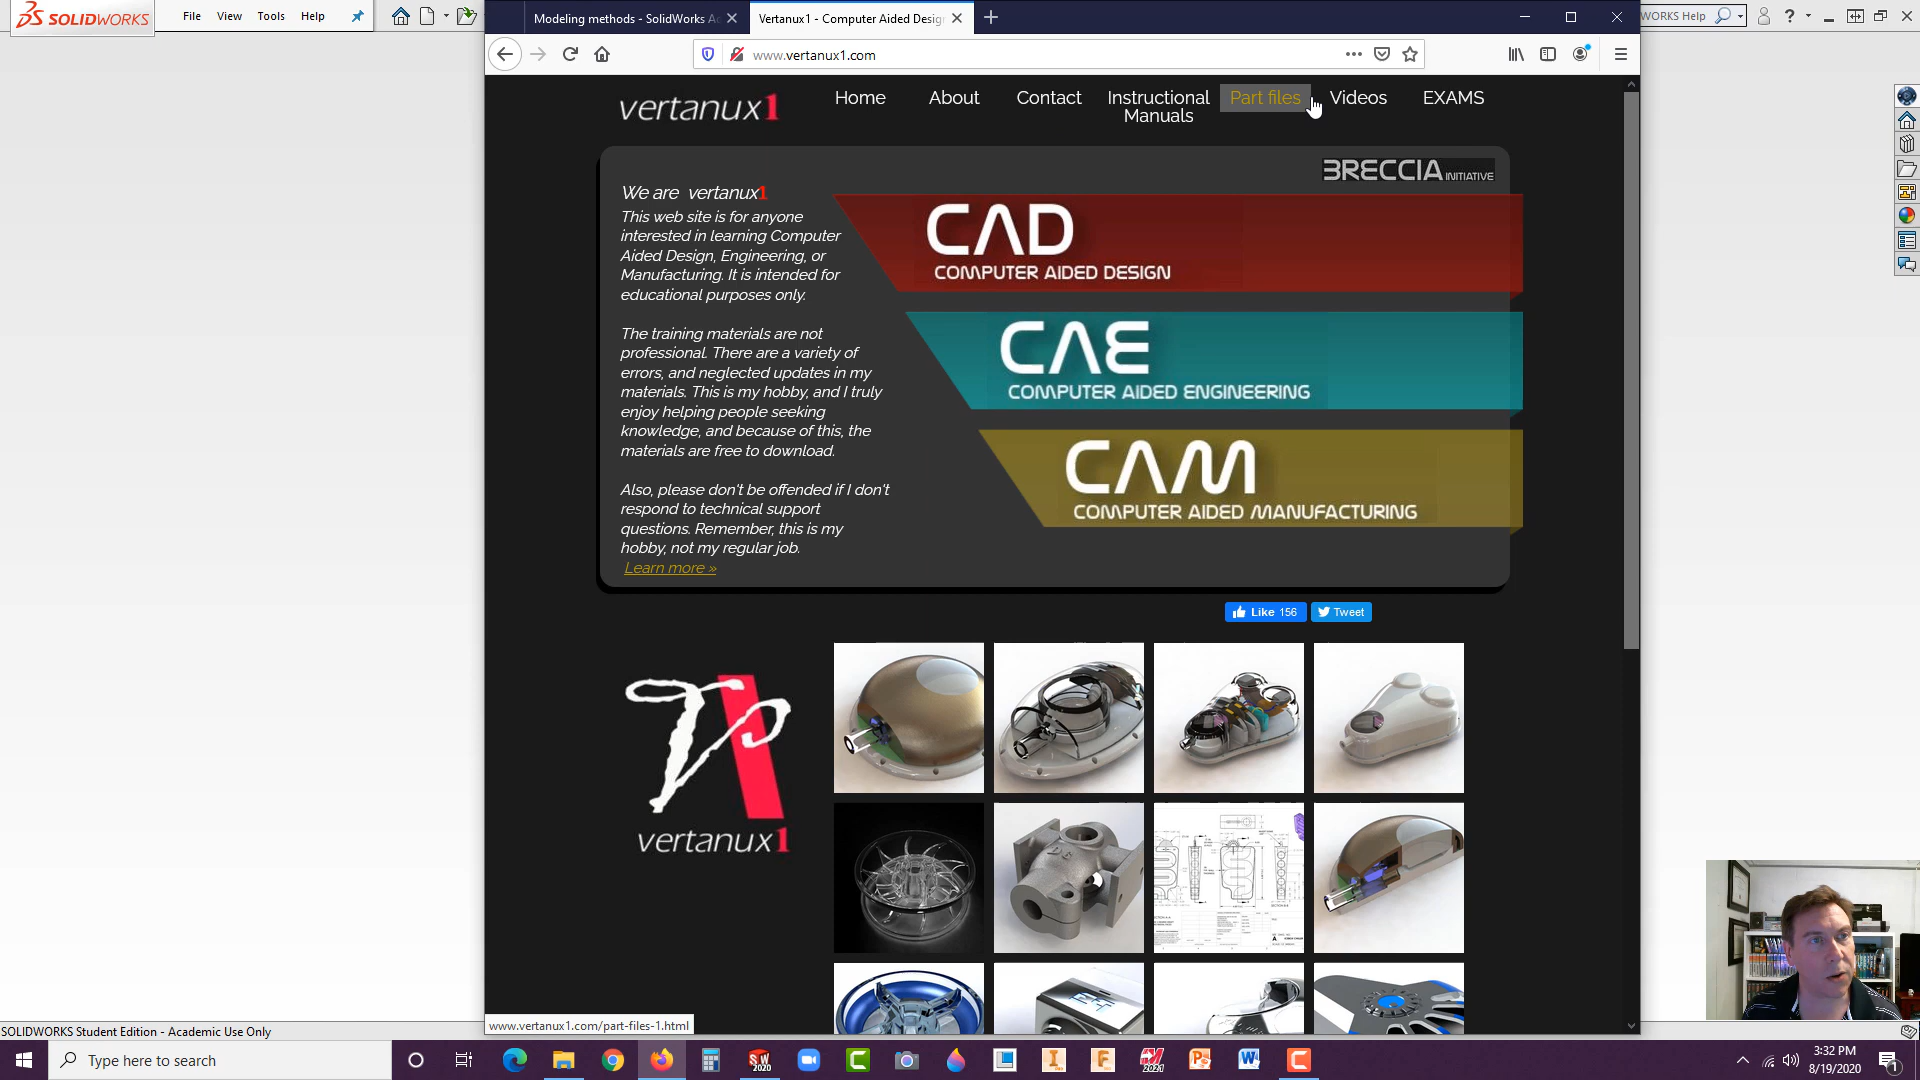 SOLIDWORKS
File
View
Tools
Help
Modeling methods - SolidWorks Ac
Vertanux1 - Computer Aided Design
WORKS Help
www.vertanux1.com
vertanux1
Home
About
Contact
Instructional
Manuals
Part files
Videos
EXAMS
BRECCIA INITIATIVE
We are vertanux1
This web site is for anyone
interested in learning Computer
Aided Design, Engineering, or
Manufacturing. It is intended for
educational purposes only.
The training materials are not
professional. There are a variety of
errors, and neglected updates in my
materials. This is my hobby, and I truly
enjoy helping people seeking
knowledge, and because of this, the
materials are free to download.
Also, please don't be offended if I don't
respond to technical support
questions. Remember, this is my
hobby, not my regular job.
Learn more »
CAD
COMPUTER AIDED DESIGN
CAE
COMPUTER AIDED ENGINEERING
CAM
COMPUTER AIDED MANUFACTURING
Like 156
Tweet
vertanux1
www.vertanux1.com/part-files-1.html
SOLIDWORKS Student Edition - Academic Use Only
Type here to search
SW
2020
2021
3:32 PM
8/19/2020
1